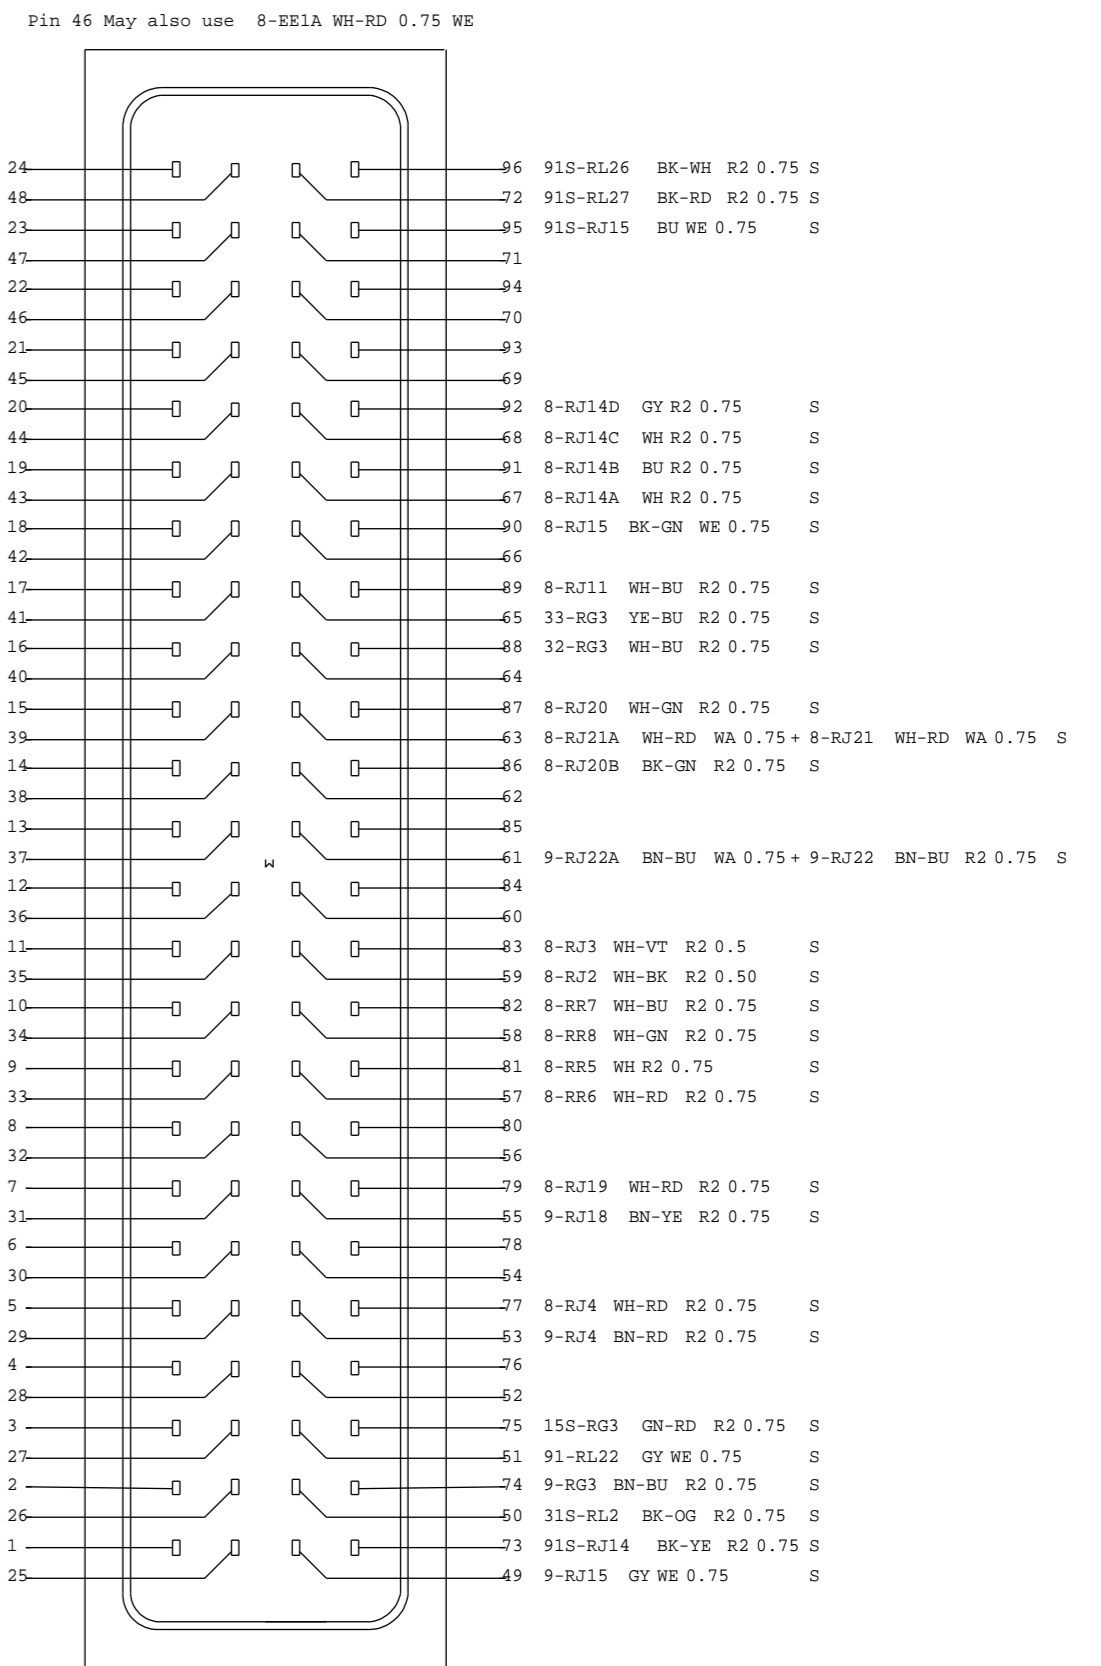 Pin 46 May also use 8-EE1A WH-RD 0.75 WE
24 96 91S-RL26 BK-WH R2 0.75 S
48 72 91S-RL27 BK-RD R2 0.75 S
23 95 91S-RJ15 BU WE 0.75 S
47 71
22 94
46 70
21 93
45 69
20 92 8-RJ14D GY R2 0.75 S
44 68 8-RJ14C WH R2 0.75 S
19 91 8-RJ14B BU R2 0.75 S
43 67 8-RJ14A WH R2 0.75 S
18 90 8-RJ15 BK-GN WE 0.75 S
42 66
17 89 8-RJ11 WH-BU R2 0.75 S
41 65 33-RG3 YE-BU R2 0.75 S
16 88 32-RG3 WH-BU R2 0.75 S
40 64
15 87 8-RJ20 WH-GN R2 0.75 S
39 63 8-RJ21A WH-RD WA 0.75 + 8-RJ21 WH-RD WA 0.75 S
14 86 8-RJ20B BK-GN R2 0.75 S
38 62
13 85
37 61 9-RJ22A BN-BU WA 0.75 + 9-RJ22 BN-BU R2 0.75 S
12 84
36 60
11 83 8-RJ3 WH-VT R2 0.5 S
35 59 8-RJ2 WH-BK R2 0.50 S
10 82 8-RR7 WH-BU R2 0.75 S
34 58 8-RR8 WH-GN R2 0.75 S
9 81 8-RR5 WH R2 0.75 S
33 57 8-RR6 WH-RD R2 0.75 S
8 80
32 56
7 79 8-RJ19 WH-RD R2 0.75 S
31 55 9-RJ18 BN-YE R2 0.75 S
6 78
30 54
5 77 8-RJ4 WH-RD R2 0.75 S
29 53 9-RJ4 BN-RD R2 0.75 S
4 76
28 52
3 75 15S-RG3 GN-RD R2 0.75 S
27 51 91-RL22 GY WE 0.75 S
2 74 9-RG3 BN-BU R2 0.75 S
26 50 31S-RL2 BK-OG R2 0.75 S
1 73 91S-RJ14 BK-YE R2 0.75 S
25 49 9-RJ15 GY WE 0.75 S